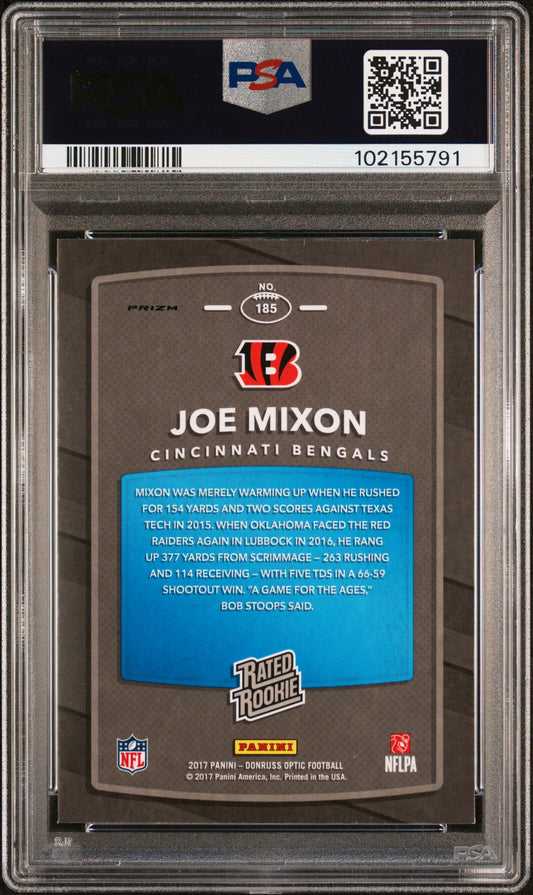 PSA
PSA
102155791
NO.
185
PRIZM
B
JOE MIXON
CINCINNATI BENGALS
MIXON WAS MERELY WARMING UP WHEN HE RUSHED
FOR 154 YARDS AND TWO SCORES AGAINST TEXAS
TECH IN 2015. WHEN OKLAHOMA FACED THE RED
RAIDERS AGAIN IN LUBBOCK IN 2016, HE RANG
UP 377 YARDS FROM SCRIMMAGE – 263 RUSHING
AND 114 RECEIVING – WITH FIVE TDS IN A 66-59
SHOOTOUT WIN. "A GAME FOR THE AGES,"
BOB STOOPS SAID.
RATED
ROOKIE
NFL
PANINI
NFLPA
2017 PANINI – DONRUSS OPTIC FOOTBALL
© 2017 Panini America, Inc. Printed in the USA.
PSA